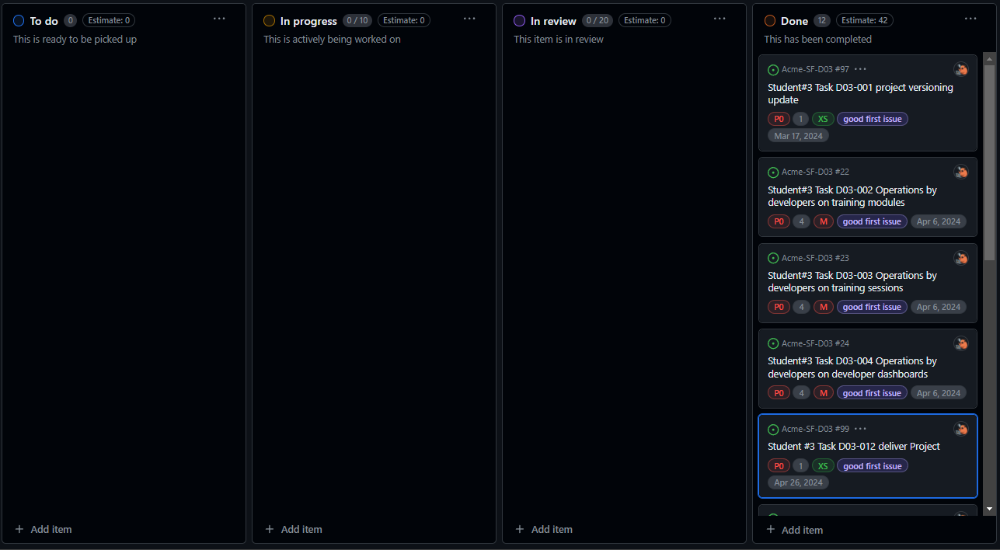 To do 0 Estimate: 0
This is ready to be picked up
+ Add item
In progress 0 / 10 Estimate: 0
This is actively being worked on
+ Add item
In review 0 / 20 Estimate: 0
This item is in review
+ Add item
Done 12 Estimate: 42
This has been completed
Acme-SF-D03 #97
Student#3 Task D03-001 project versioning
update
P0 1 XS good first issue
Mar 17, 2024
Acme-SF-D03 #22
Student#3 Task D03-002 Operations by
developers on training modules
P0 4 M good first issue Apr 6, 2024
Acme-SF-D03 #23
Student#3 Task D03-003 Operations by
developers on training sessions
P0 4 M good first issue Apr 6, 2024
Acme-SF-D03 #24
Student#3 Task D03-004 Operations by
developers on developer dashboards
P0 4 M good first issue Apr 6, 2024
Acme-SF-D03 #99
Student #3 Task D03-012 deliver Project
P0 1 XS good first issue
Apr 26, 2024
+ Add item